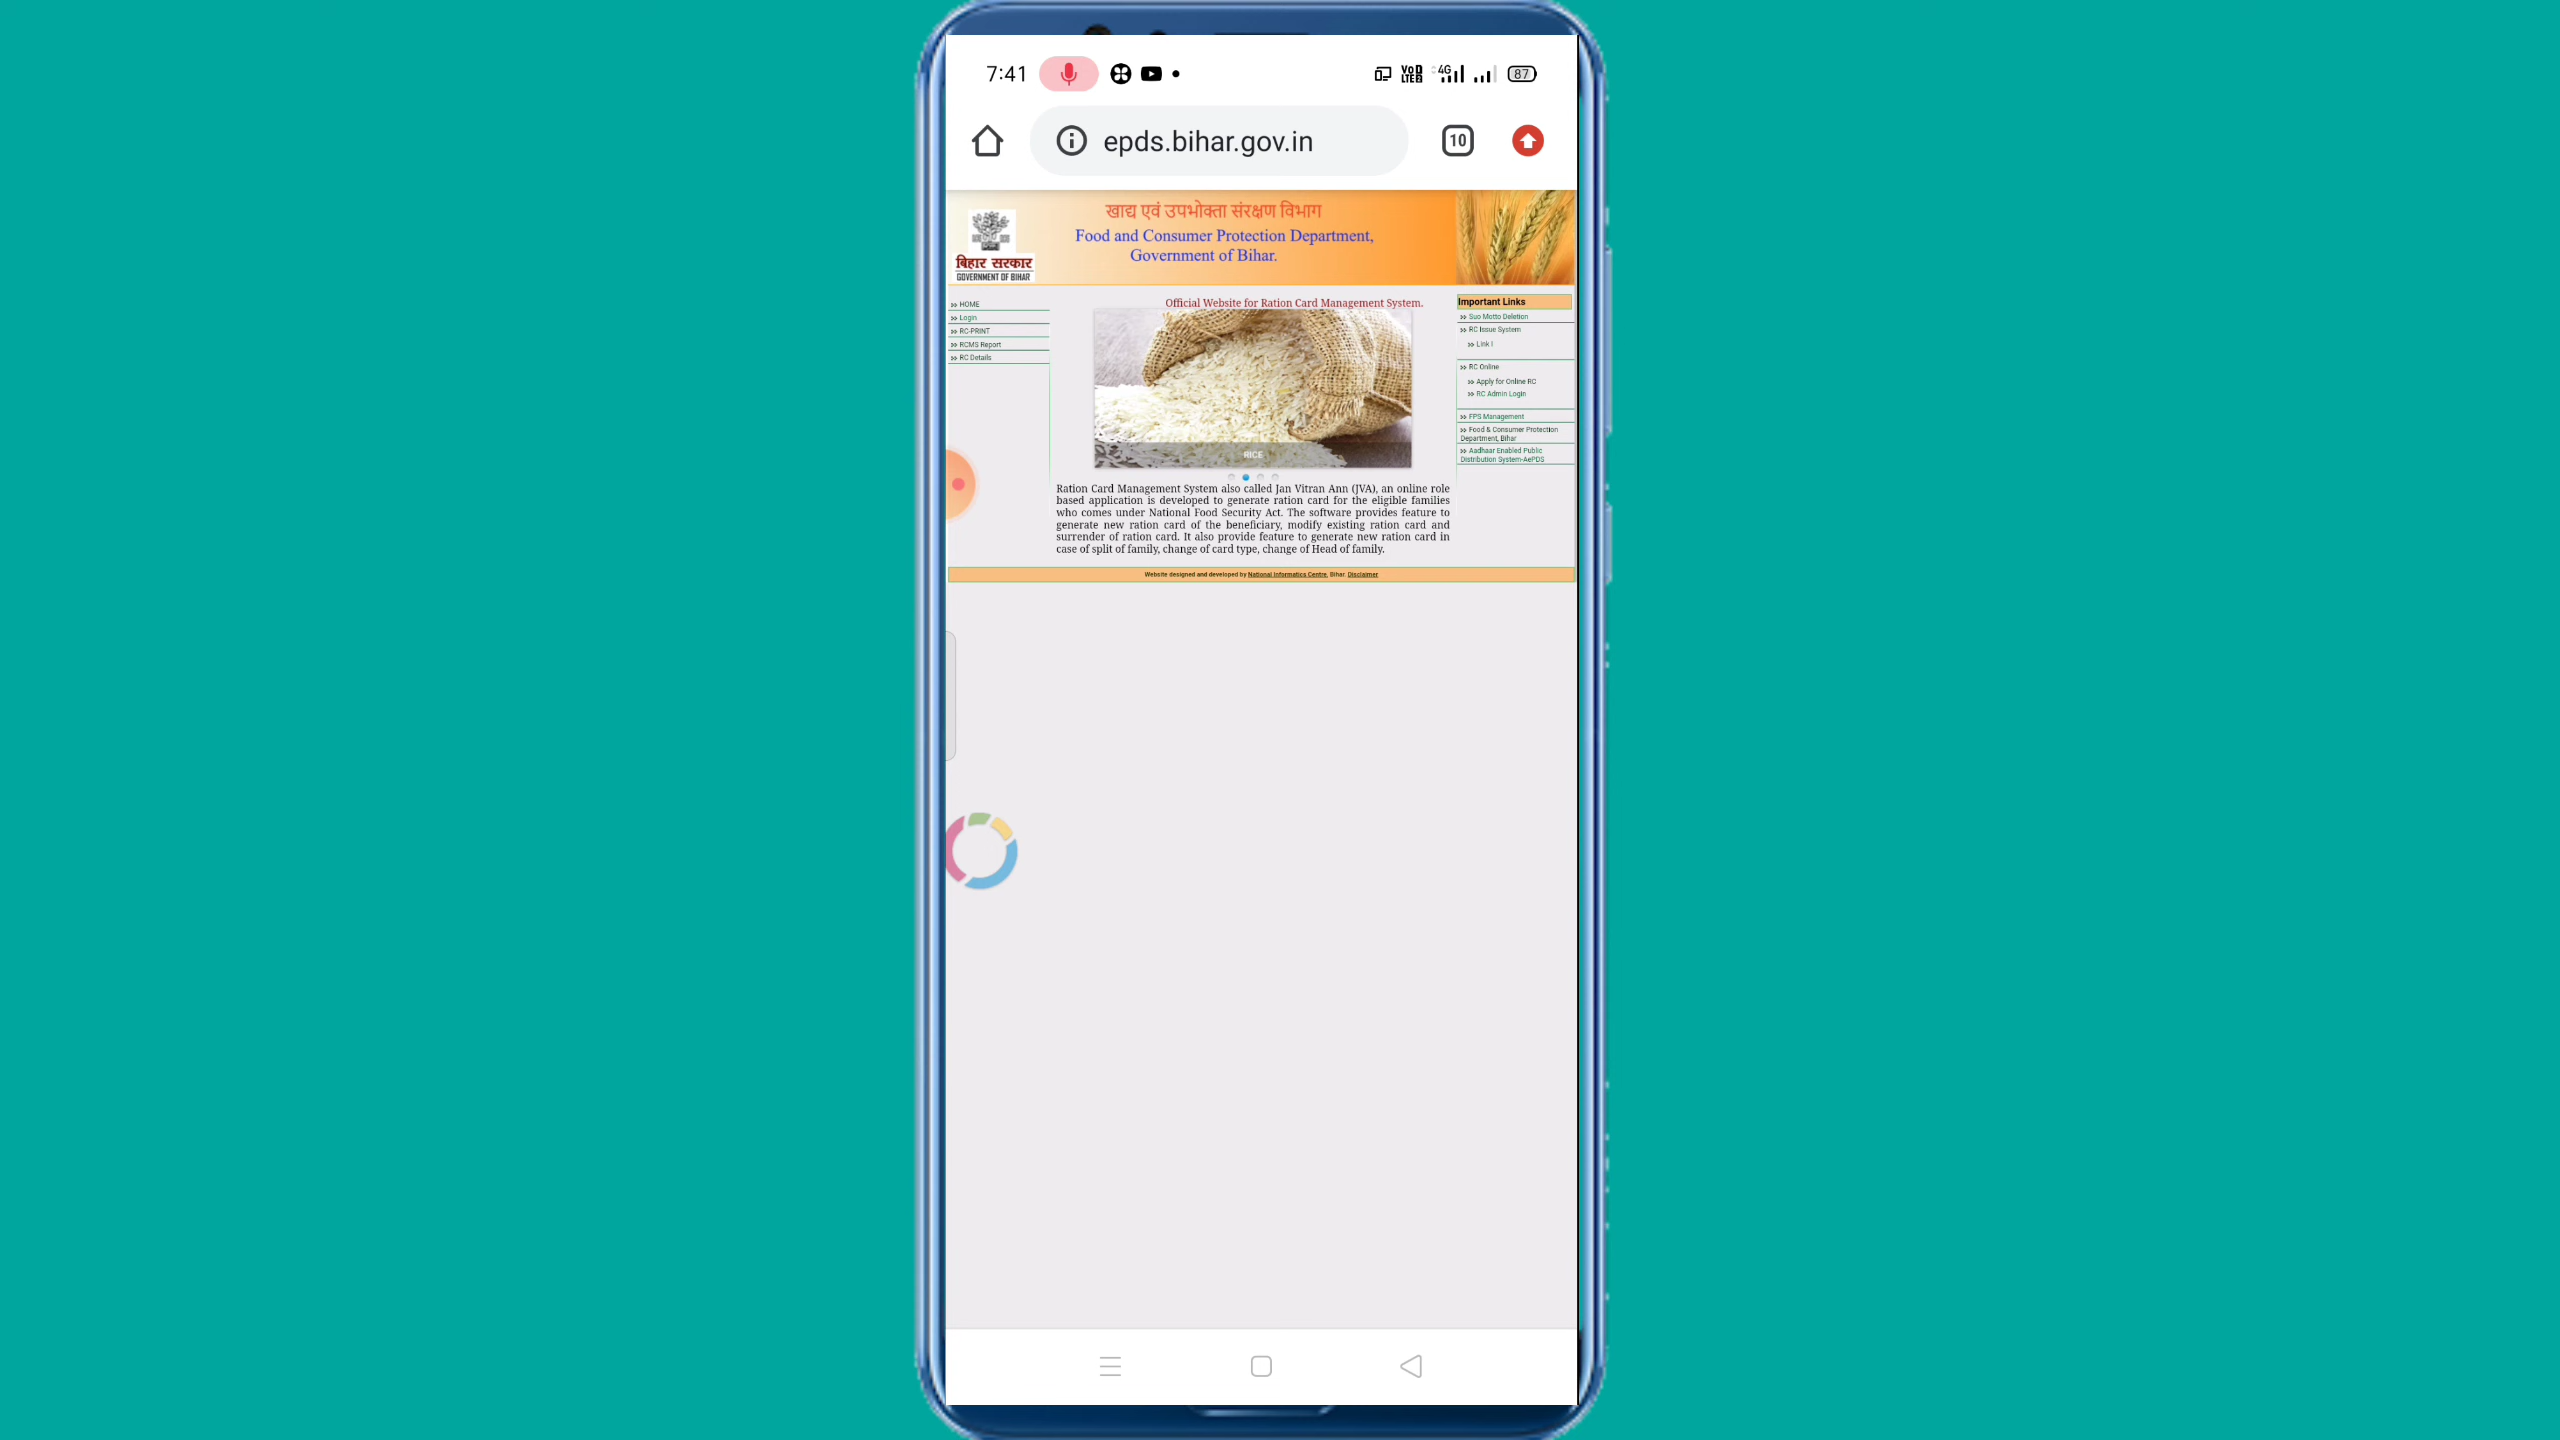 7:41
VoD LTE2 4G 87
epds.bihar.gov.in
10
खाद्य एवं उपभोक्ता संरक्षण विभाग
Food and Consumer Protection Department,
Government of Bihar.
बिहार सरकार
GOVERNMENT OF BIHAR
HOME
Login
RC-PRINT
RCMS Report
RC Details
Official Website for Ration Card Management System.
RICE
Ration Card Management System also called Jan Vitran Ann (JVA), an online role
based application is developed to generate ration card for the eligible families
who comes under National Food Security Act. The software provides feature to
generate new ration card of the beneficiary, modify existing ration card and
surrender of ration card. It also provide feature to generate new ration card in
case of split of family, change of card type, change of Head of family.
Important Links
Suo Motto Deletion
RC Issue System
Link I
RC Online
Apply for Online RC
RC Admin Login
FPS Management
Food & Consumer Protection
Department, Bihar
Aadhaar Enabled Public
Distribution System-AePDS
Website designed and developed by National Informatics Centre, Bihar. Disclaimer